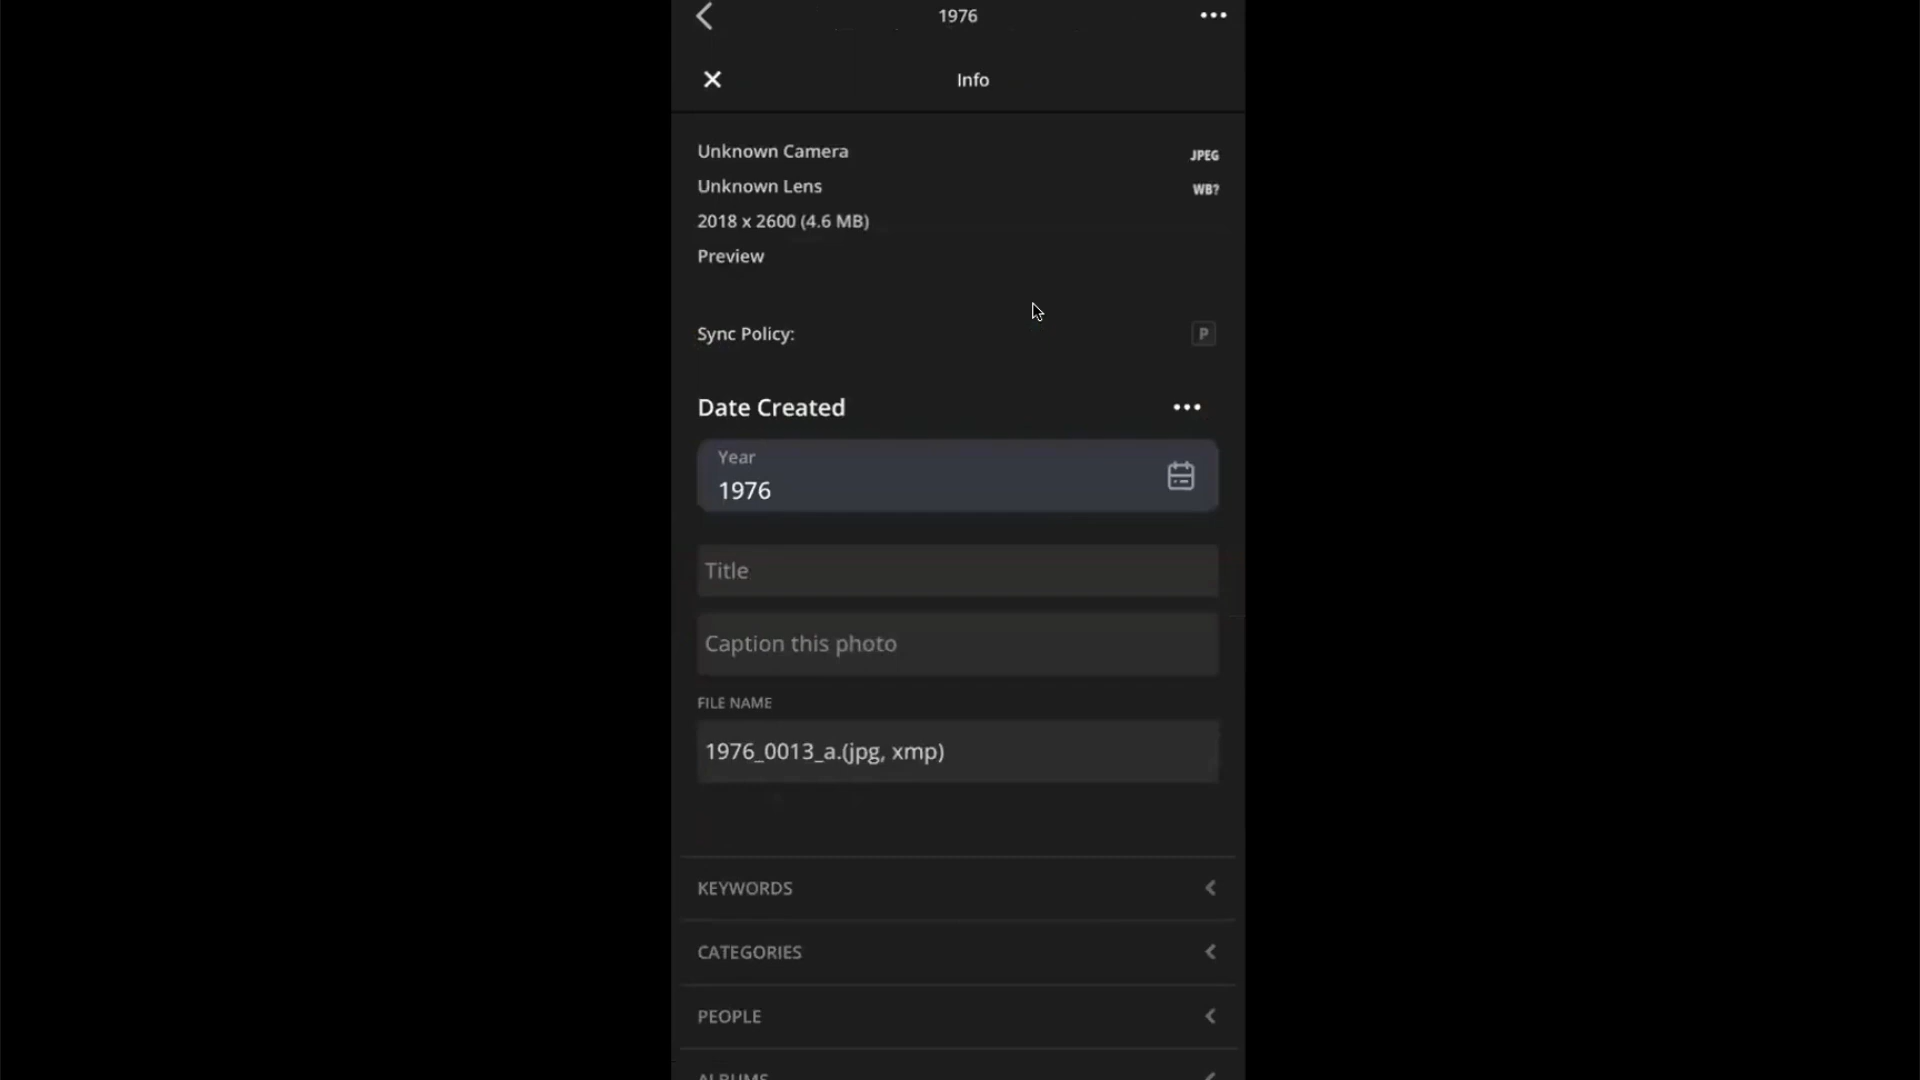 1976
Info
Unknown Camera
JPEG
Unknown Lens
WB?
2018 x 2600 (4.6 MB)
Preview
Sync Policy:
P
Date Created
Year
1976
Title
Caption this photo
FILE NAME
1976_0013_a.(jpg, xmp)
KEYWORDS
CATEGORIES
PEOPLE
ALBUMS